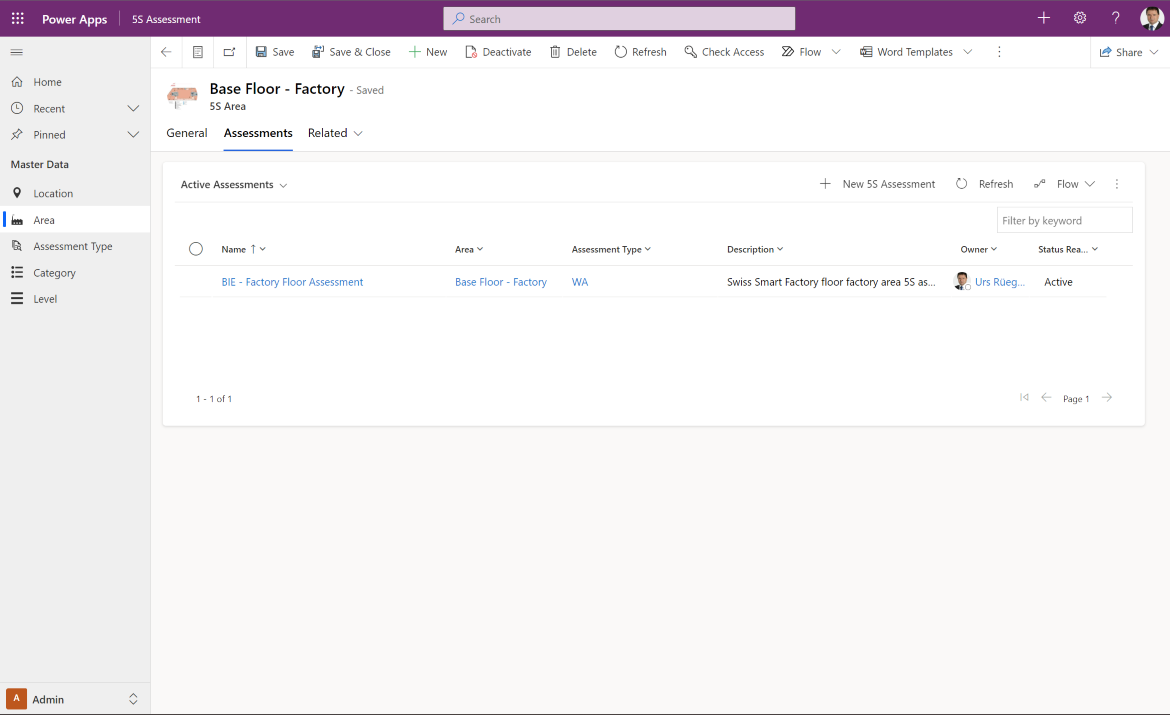 Power Apps 5S Assessment Search
Save Save & Close New Deactivate Delete Refresh Check Access Flow Word Templates Share
Home
Recent
Pinned
Master Data
Location
Area
Assessment Type
Category
Level
A Admin
Base Floor - Factory - Saved
5S Area
General Assessments Related
Active Assessments New 5S Assessment Refresh Flow
Filter by keyword
Name Area Assessment Type Description Owner Status Rea...
BIE - Factory Floor Assessment Base Floor - Factory WA Swiss Smart Factory floor factory area 5S as... Urs Rüeg... Active
1 - 1 of 1 Page 1